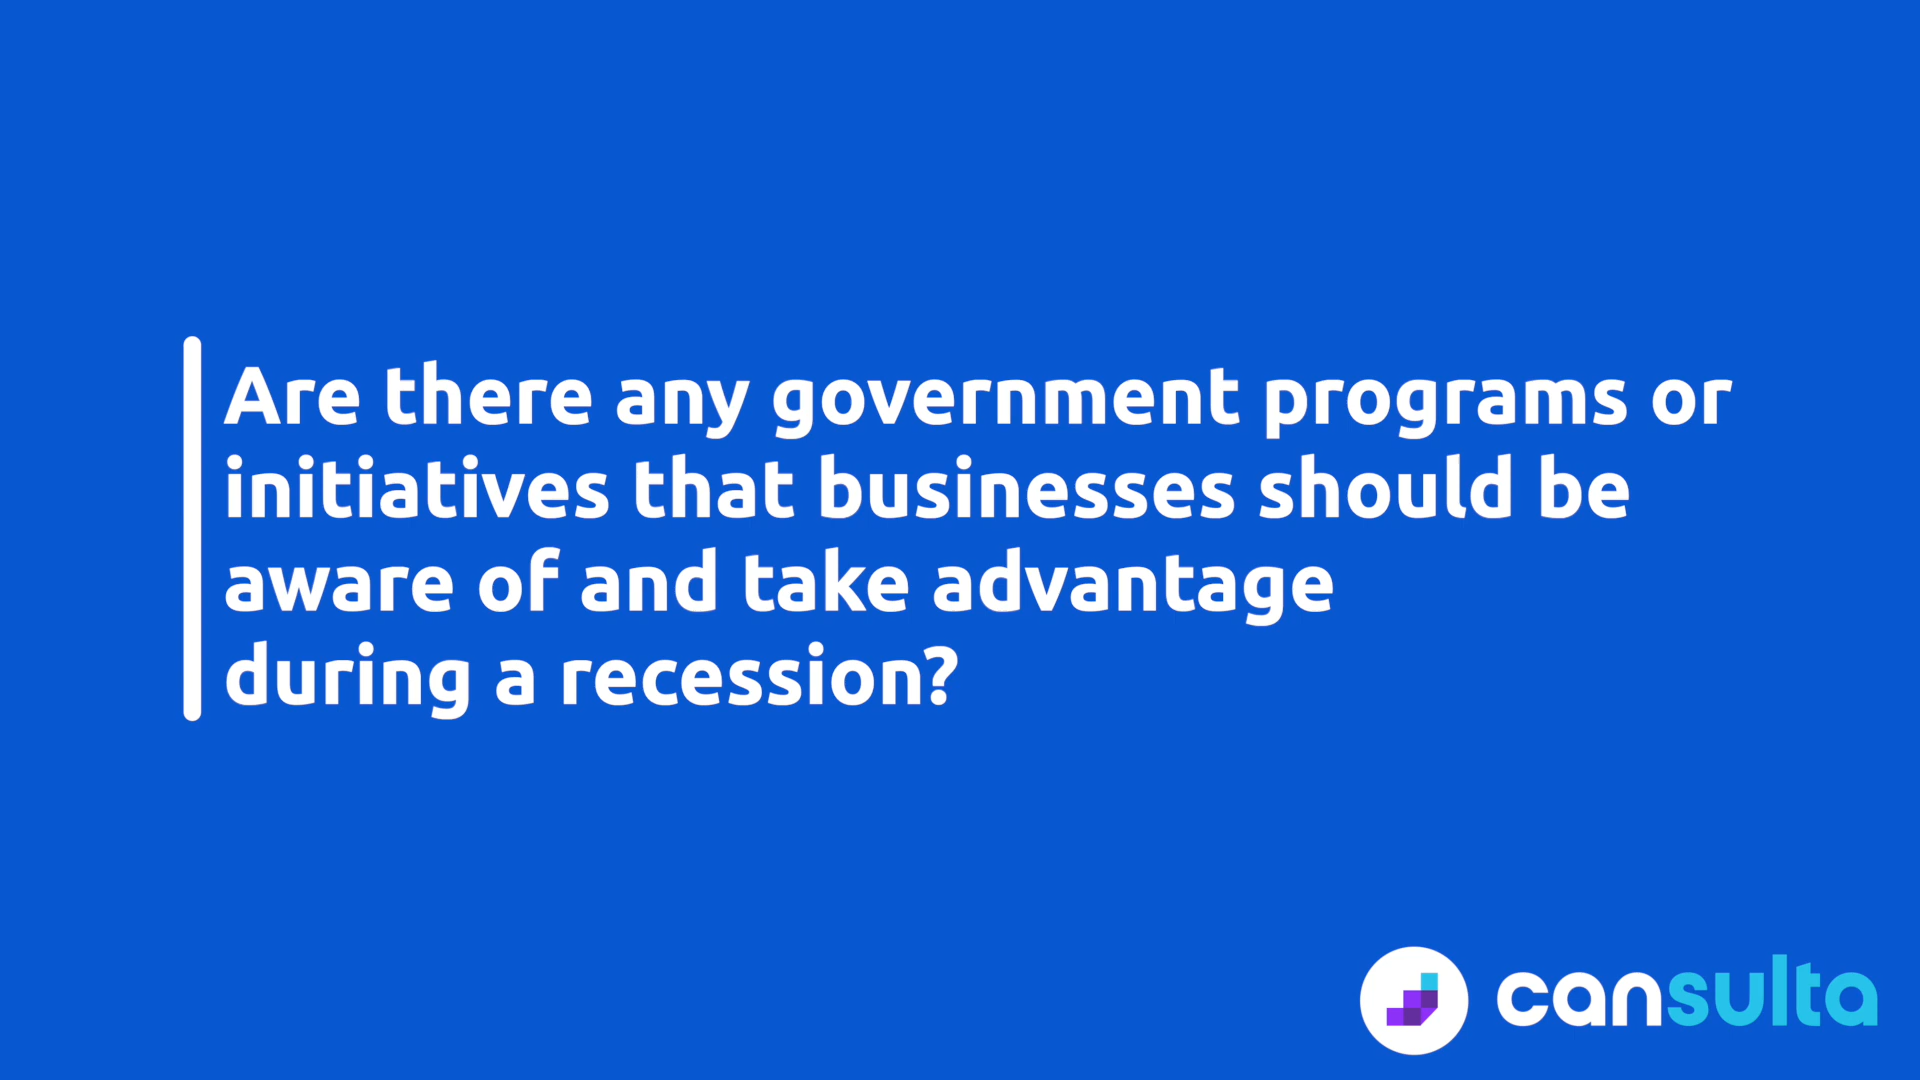 Are there any government programs or
initiatives that businesses should be
aware of and take advantage
during a recession?
cansulta